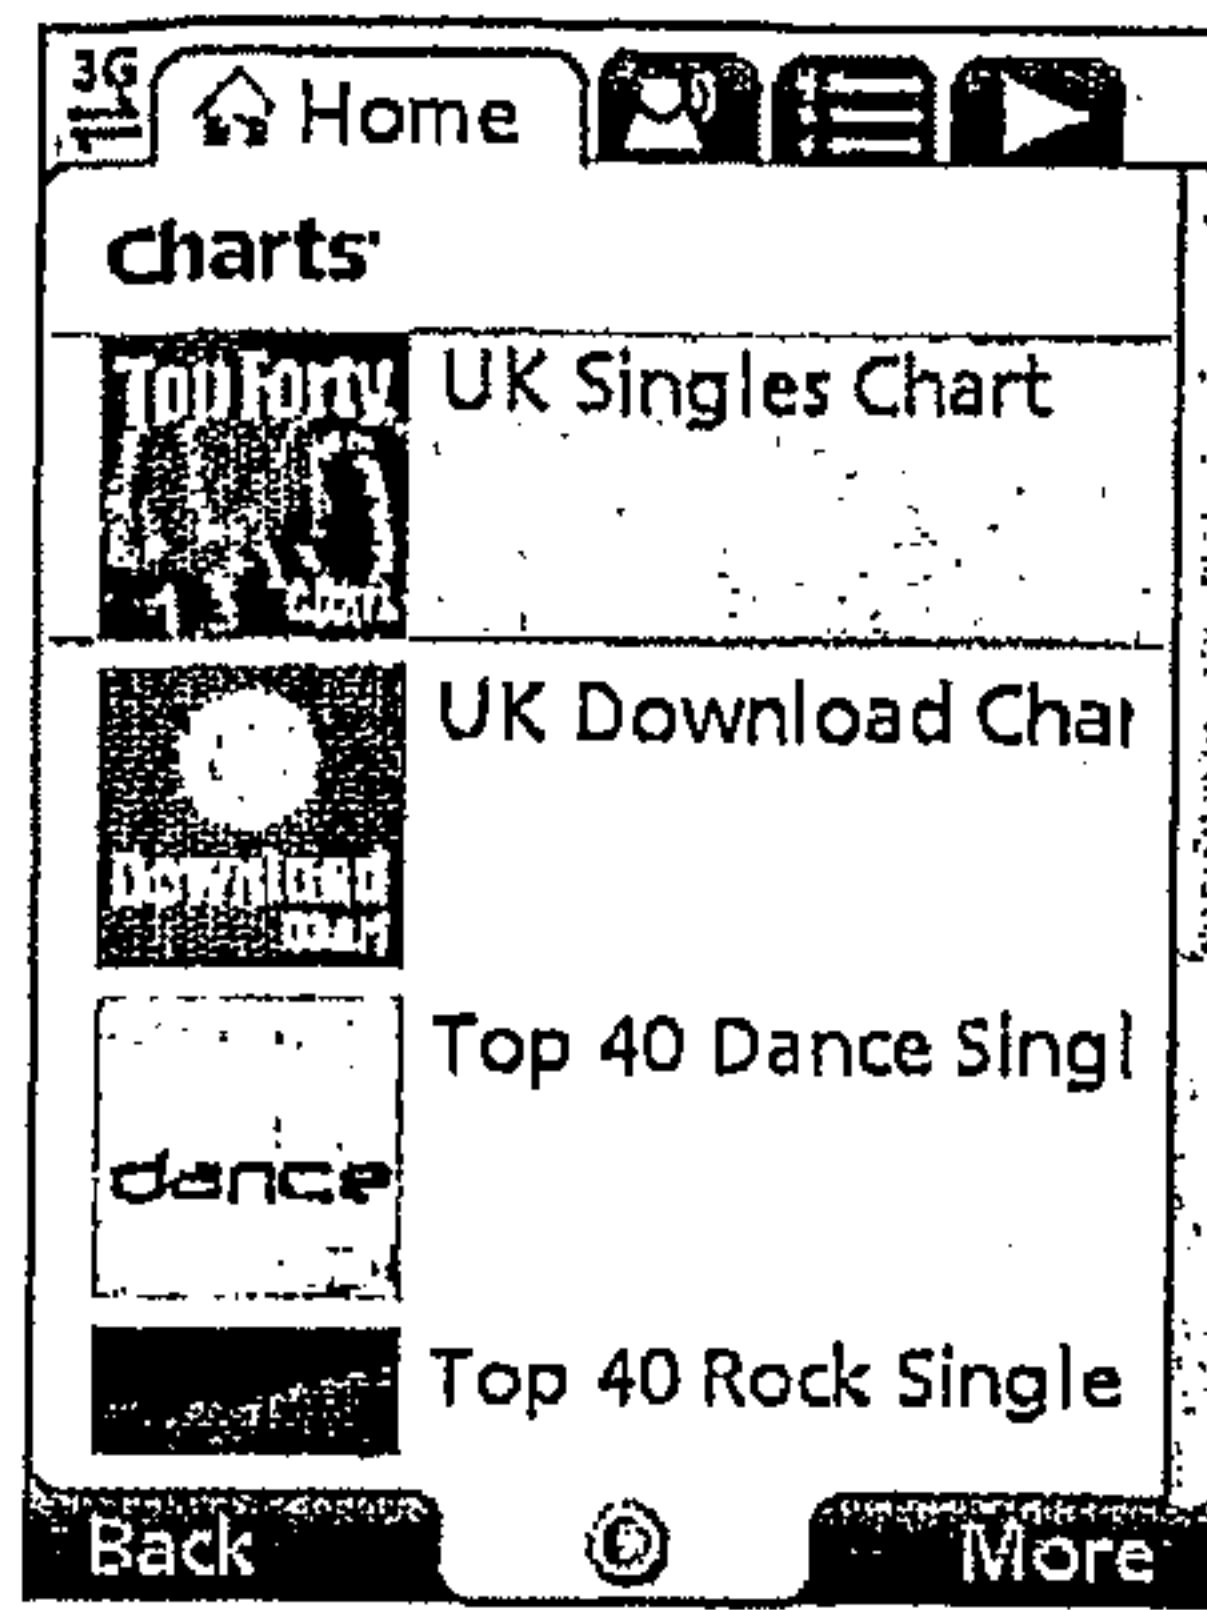 3G
Home
Charts
Top Forty
UK Singles Chart
UK Download Char
Download
chart
Top 40 Dance Singl
dance
Top 40 Rock Single
Back
More